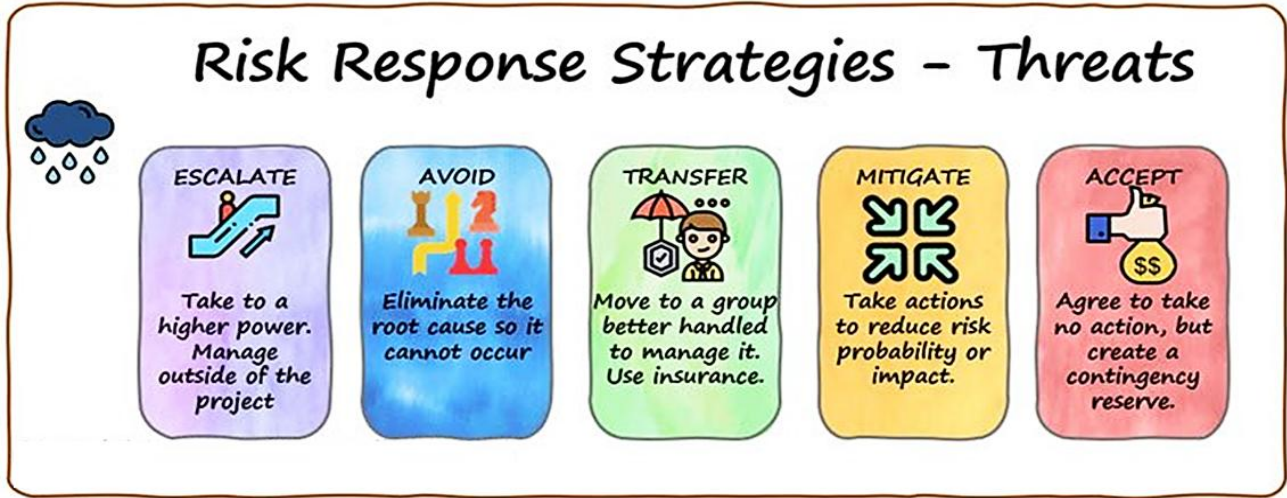 Risk Response Strategies - Threats
ESCALATE
Take to a
higher power.
Manage
outside of the
project
AVOID
Eliminate the
root cause so it
cannot occur
TRANSFER
Move to a group
better handled
to manage it.
Use insurance.
MITIGATE
Take actions
to reduce risk
probability or
impact.
ACCEPT
$$
Agree to take
no action, but
create a
contingency
reserve.